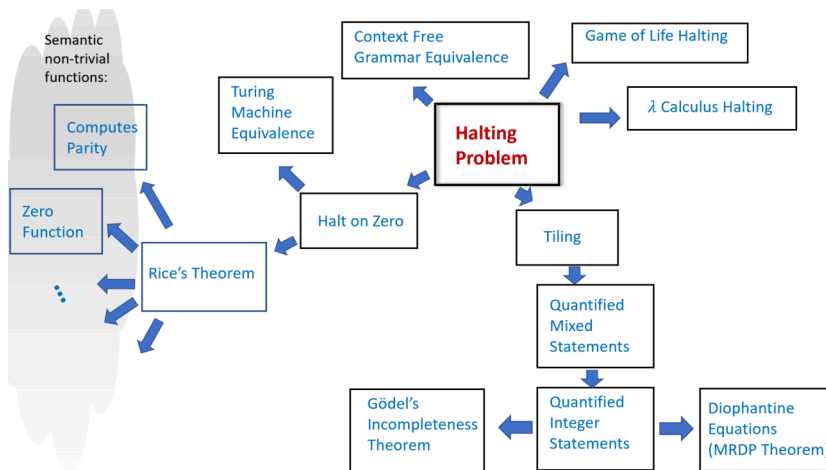 Semantic
non-trivial
functions:
Computes
Parity
Zero
Function
Rice's Theorem
Turing
Machine
Equivalence
Halt on Zero
Context Free
Grammar Equivalence
Halting
Problem
Game of Life Halting
λ Calculus Halting
Tiling
Quantified
Mixed
Statements
Quantified
Integer
Statements
Gödel's
Incompleteness
Theorem
Diophantine
Equations
(MRDP Theorem)